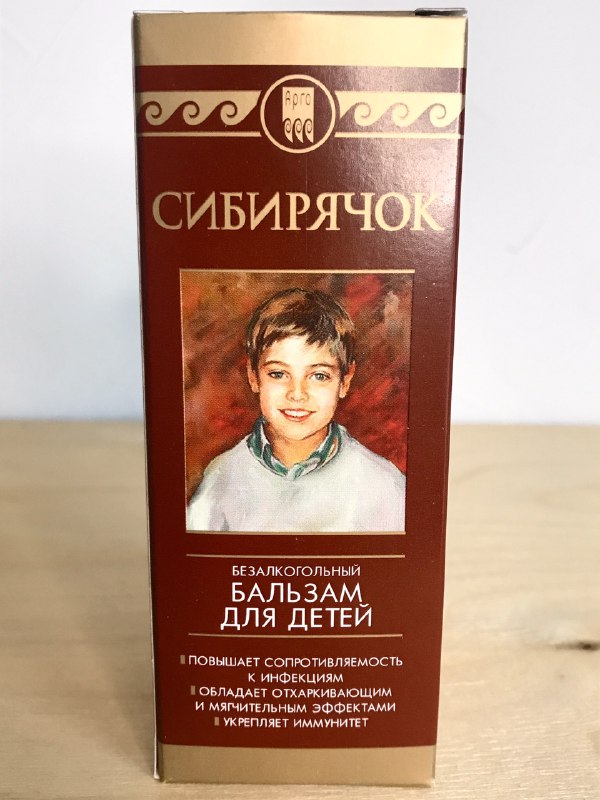 Арго
СИБИРЯЧОК
БЕЗАЛКОГОЛЬНЫЙ
БАЛЬЗАМ
ДЛЯ ДЕТЕЙ
ПОВЫШАЕТ СОПРОТИВЛЯЕМОСТЬ
К ИНФЕКЦИЯМ
ОБЛАДАЕТ ОТХАРКИВАЮЩИМ
И МЯГЧИТЕЛЬНЫМ ЭФФЕКТАМИ
УКРЕПЛЯЕТ ИММУНИТЕТ